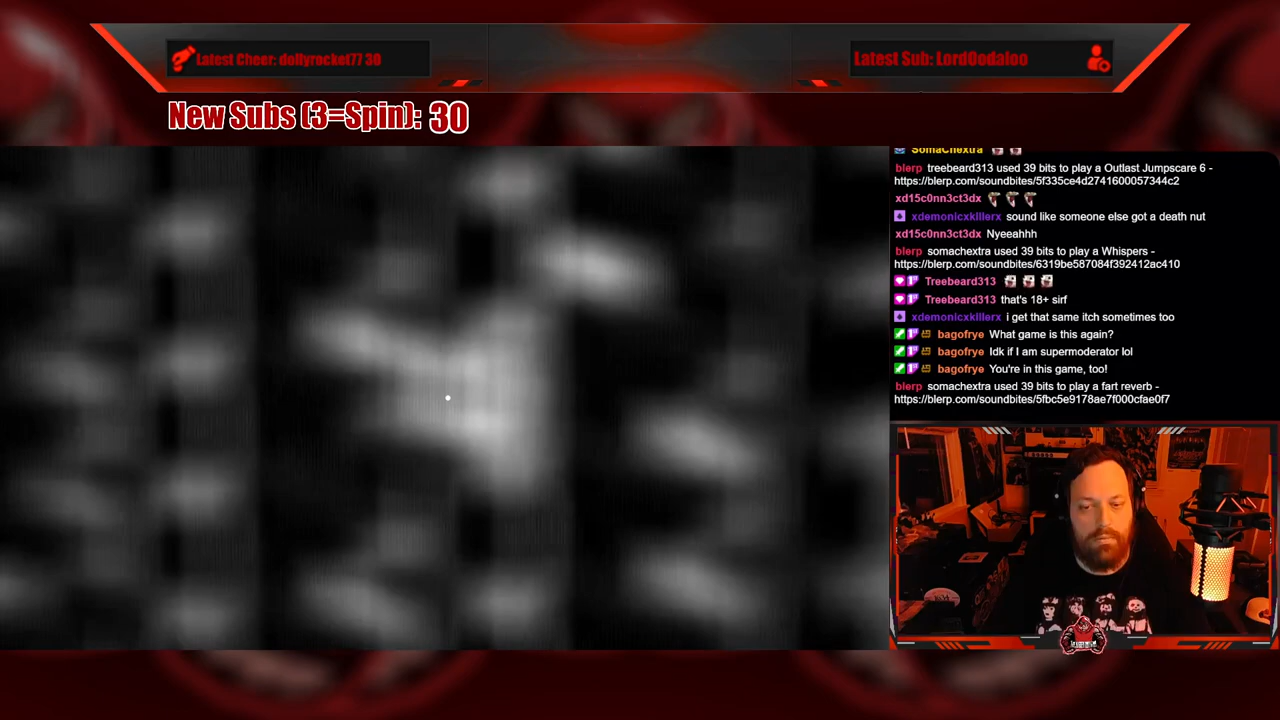 Latest Cheer: dollyrocket77 30
Latest Sub: LordOodaloo
New Subs (3=Spin): 30
SomaChextra
blerp treebeard313 used 39 bits to play a Outlast Jumpscare 6 -
https://blerp.com/soundbites/5f335ce4d2741600057344c2
xd15c0nn3ct3dx
xdemonicxkillerx sound like someone else got a death nut
xd15c0nn3ct3dx Nyeeahhh
blerp somachextra used 39 bits to play a Whispers -
https://blerp.com/soundbites/6319be587084f392412ac410
Treebeard313
Treebeard313 that's 18+ sirf
xdemonicxkillerx i get that same itch sometimes too
bagofrye What game is this again?
bagofrye Idk if I am supermoderator lol
bagofrye You're in this game, too!
blerp somachextra used 39 bits to play a fart reverb -
https://blerp.com/soundbites/5fbc5e9178ae7f000cfae0f7